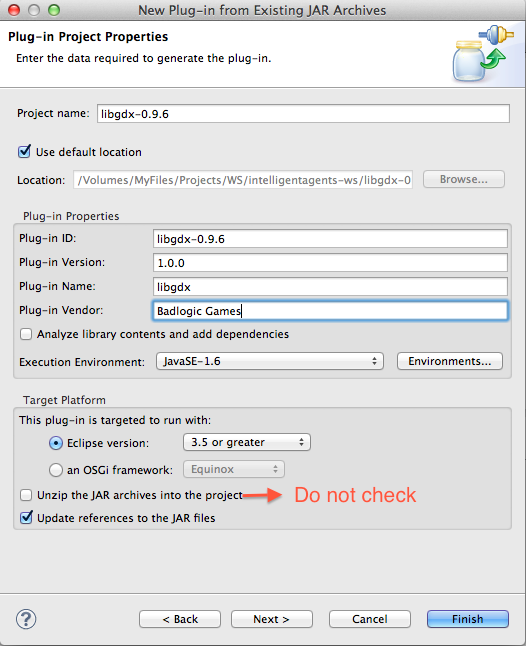 New Plug-in from Existing JAR Archives
Plug-in Project Properties
Enter the data required to generate the plug-in.
Project name: libgdx-0.9.6
Use default location
Location: /Volumes/MyFiles/Projects/WS/intelligentagents-ws/libgdx-0 Browse...
Plug-in Properties
Plug-in ID: libgdx-0.9.6
Plug-in Version: 1.0.0
Plug-in Name: libgdx
Plug-in Vendor: Badlogic Games
Analyze library contents and add dependencies
Execution Environment: JavaSE-1.6 Environments...
Target Platform
This plug-in is targeted to run with:
Eclipse version: 3.5 or greater
an OSGi framework: Equinox
Unzip the JAR archives into the project Do not check
Update references to the JAR files
? < Back Next > Cancel Finish